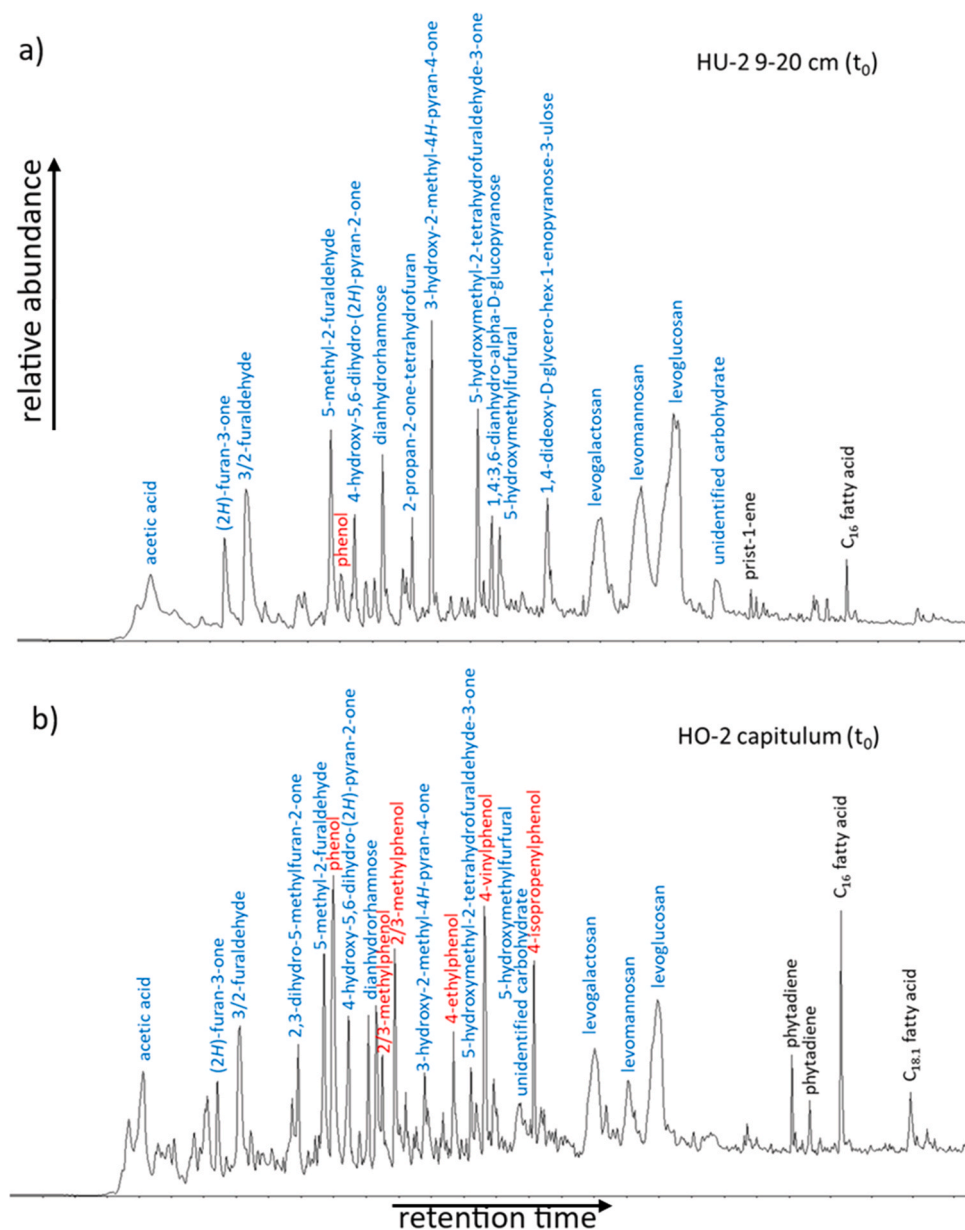 a)
HU-2 9-20 cm (t₀)
relative abundance
acetic acid
(2H)-furan-3-one
3/2-furaldehyde
5-methyl-2-furaldehyde
phenol
4-hydroxy-5,6-dihydro-(2H)-pyran-2-one
dianhydrorhamnose
2-propan-2-one-tetrahydrofuran
3-hydroxy-2-methyl-4H-pyran-4-one
5-hydroxymethyl-2-tetrahydrofuraldehyde-3-one
1,4:3,6-dianhydro-alpha-D-glucopyranose
5-hydroxymethylfurfural
1,4-dideoxy-D-glycero-hex-1-enopyranose-3-ulose
levogalactosan
levomannosan
levoglucosan
unidentified carbohydrate
prist-1-ene
C₁₆ fatty acid
b)
HO-2 capitulum (t₀)
acetic acid
(2H)-furan-3-one
3/2-furaldehyde
2,3-dihydro-5-methylfuran-2-one
5-methyl-2-furaldehyde
phenol
4-hydroxy-5,6-dihydro-(2H)-pyran-2-one
dianhydrorhamnose
2/3-methylphenol
2/3-methylphenol
3-hydroxy-2-methyl-4H-pyran-4-one
4-ethylphenol
5-hydroxymethyl-2-tetrahydrofuraldehyde-3-one
4-vinylphenol
5-hydroxymethylfurfural
unidentified carbohydrate
4-isopropenylphenol
levogalactosan
levomannosan
levoglucosan
phytadiene
phytadiene
C₁₆ fatty acid
C₁₈.₁ fatty acid
retention time